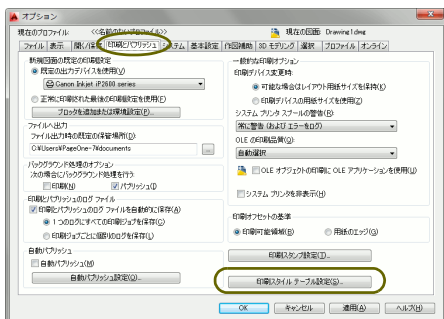 オプション
現在のプロファイル: <<名前のないプロファイル>> 現在の図面: Drawing1.dwg
ファイル 表示 開く/保存 印刷とパブリッシュ システム 基本設定 作図補助 3D モデリング 選択 プロファイル オンライン
新規図面の既定の印刷設定
既定の出力デバイスを使用(V)
Canon Inkjet iP2600 series
正常に印刷された最後の印刷設定を使用(F)
プロッタを追加または環境設定(P)...
ファイルへ出力
ファイル出力時の既定の保管場所(D):
C:¥Users¥PageOne-7¥documents
...
バックグラウンド処理のオプション
次の場合にバックグラウンド処理を実行:
印刷(N) パブリッシュ(I)
印刷とパブリッシュのログ ファイル
印刷とパブリッシュのログ ファイルを自動的に保存(A)
1 つのログにすべての印刷ジョブを保存(C)
印刷ジョブごとに個別のログを保存(L)
自動パブリッシュ
自動パブリッシュ(M)
自動パブリッシュ設定(O)...
一般的な印刷オプション
印刷デバイス変更時:
可能な場合はレイアウト用紙サイズを保持(K)
印刷デバイスの用紙サイズを使用(Z)
システム プリンタ スプールの警告(R):
常に警告 (および エラーをログ)
OLE の印刷品質(Q):
自動選択
OLE オブジェクトの印刷に OLE アプリケーションを使用(U)
システム プリンタを非表示(H)
印刷オフセットの基準
印刷可能領域(B) 用紙のエッジ(G)
印刷スタンプ設定(T)...
印刷スタイル テーブル設定(S)...
OK キャンセル 適用(A) ヘルプ(H)